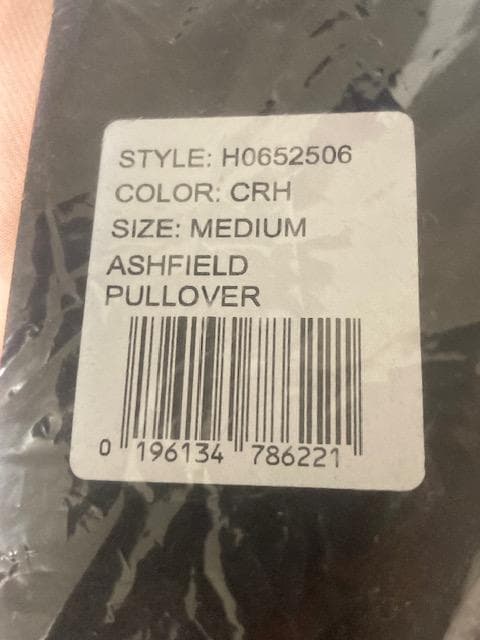 STYLE: H0652506
COLOR: CRH
SIZE: MEDIUM
ASHFIELD
PULLOVER
0 196134 786221